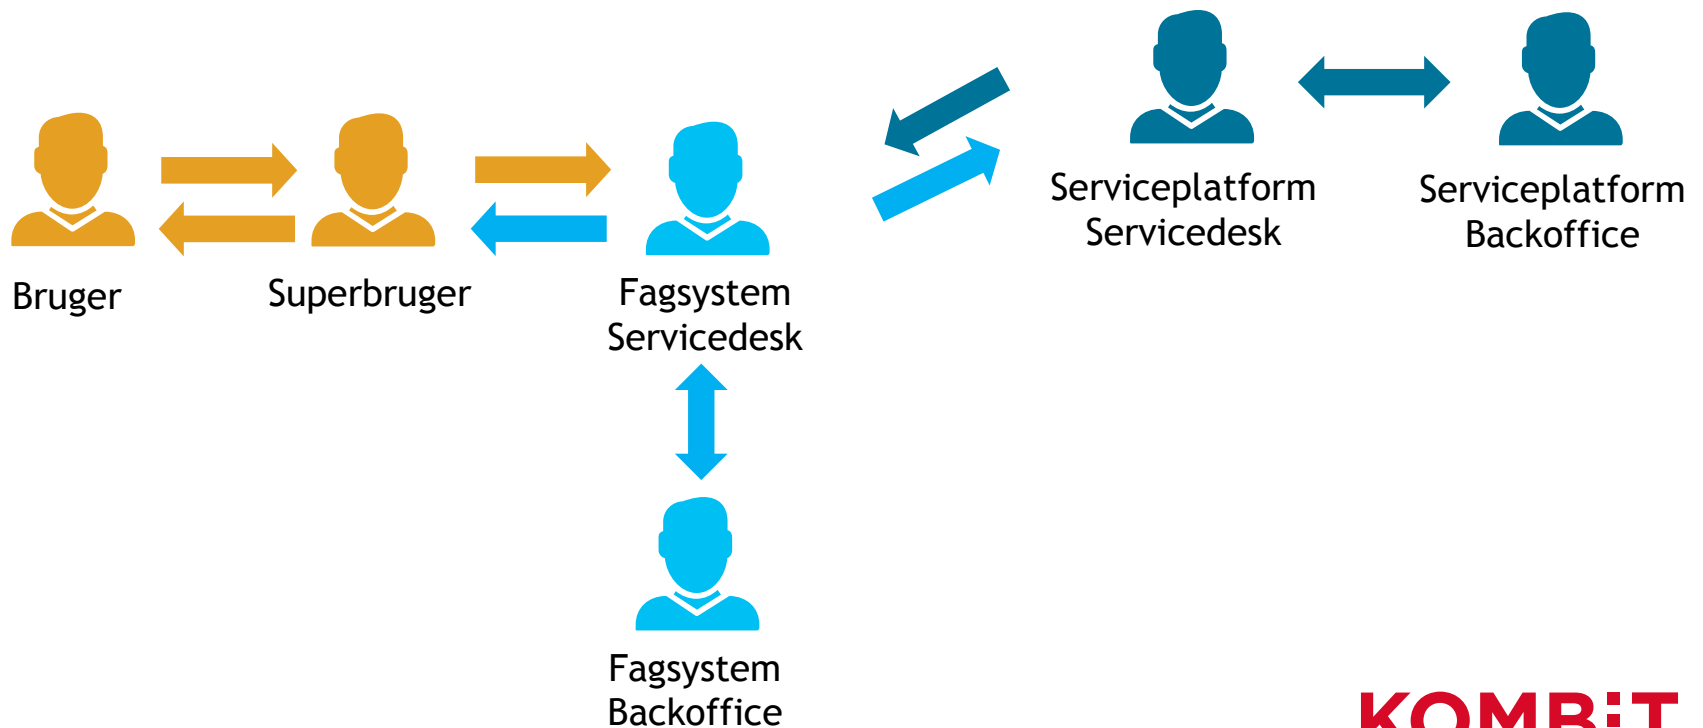 Serviceplatform
Servicedesk
Serviceplatform
Backoffice
Bruger
Superbruger
Fagsystem
Servicedesk
Fagsystem
Backoffice
KOMBiT